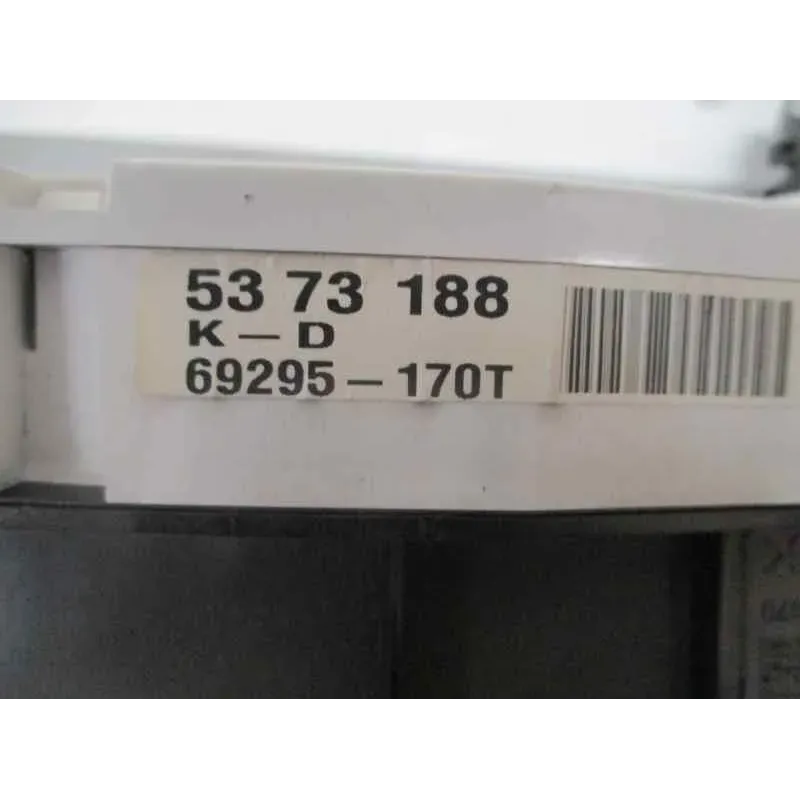 53 73 188
K – D
69295 – 170T